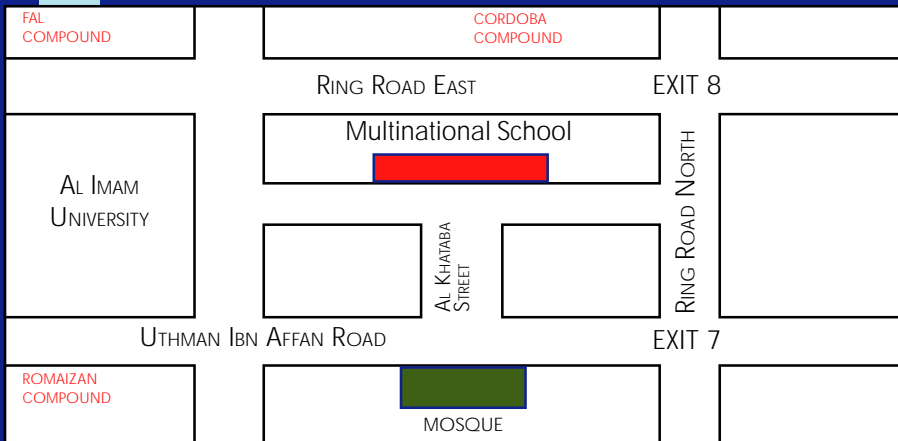 FAL
COMPOUND
CORDOBA
COMPOUND
RING ROAD EAST
EXIT 8
Multinational School
AL IMAM
UNIVERSITY
AL KHATABA
STREET
RING ROAD NORTH
UTHMAN IBN AFFAN ROAD
EXIT 7
ROMAIZAN
COMPOUND
MOSQUE